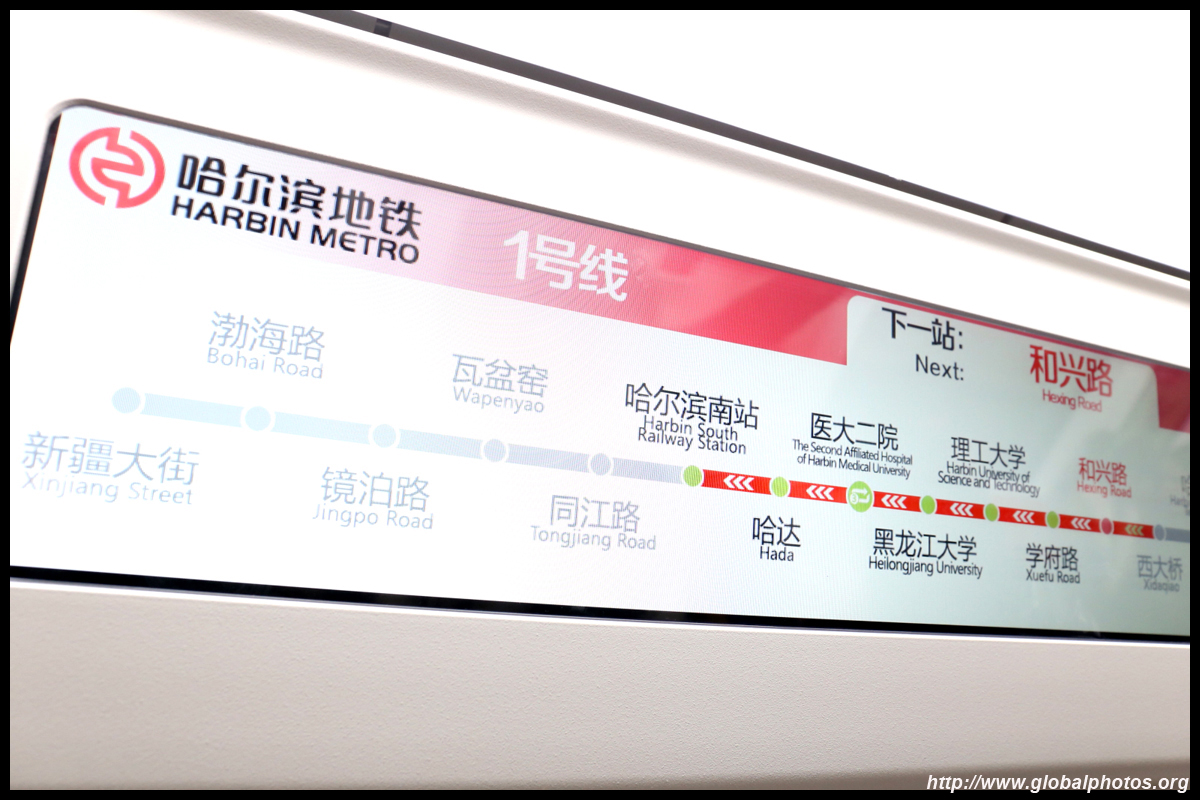 哈尔滨地铁
HARBIN METRO
1号线
下一站:
Next:
和兴路
Hexing Road
渤海路
Bohai Road
瓦盆窑
Wapenyao
哈尔滨南站
Harbin South
Railway Station
医大二院
The Second Affiliated Hospital
of Harbin Medical University
理工大学
Harbin University of
Science and Technology
和兴路
Hexing Road
新疆大街
Xinjiang Street
镜泊路
Jingpo Road
同江路
Tongjiang Road
哈达
Hada
黑龙江大学
Heilongjiang University
学府路
Xuefu Road
西大桥
Xidaqiao
http://www.globalphotos.org